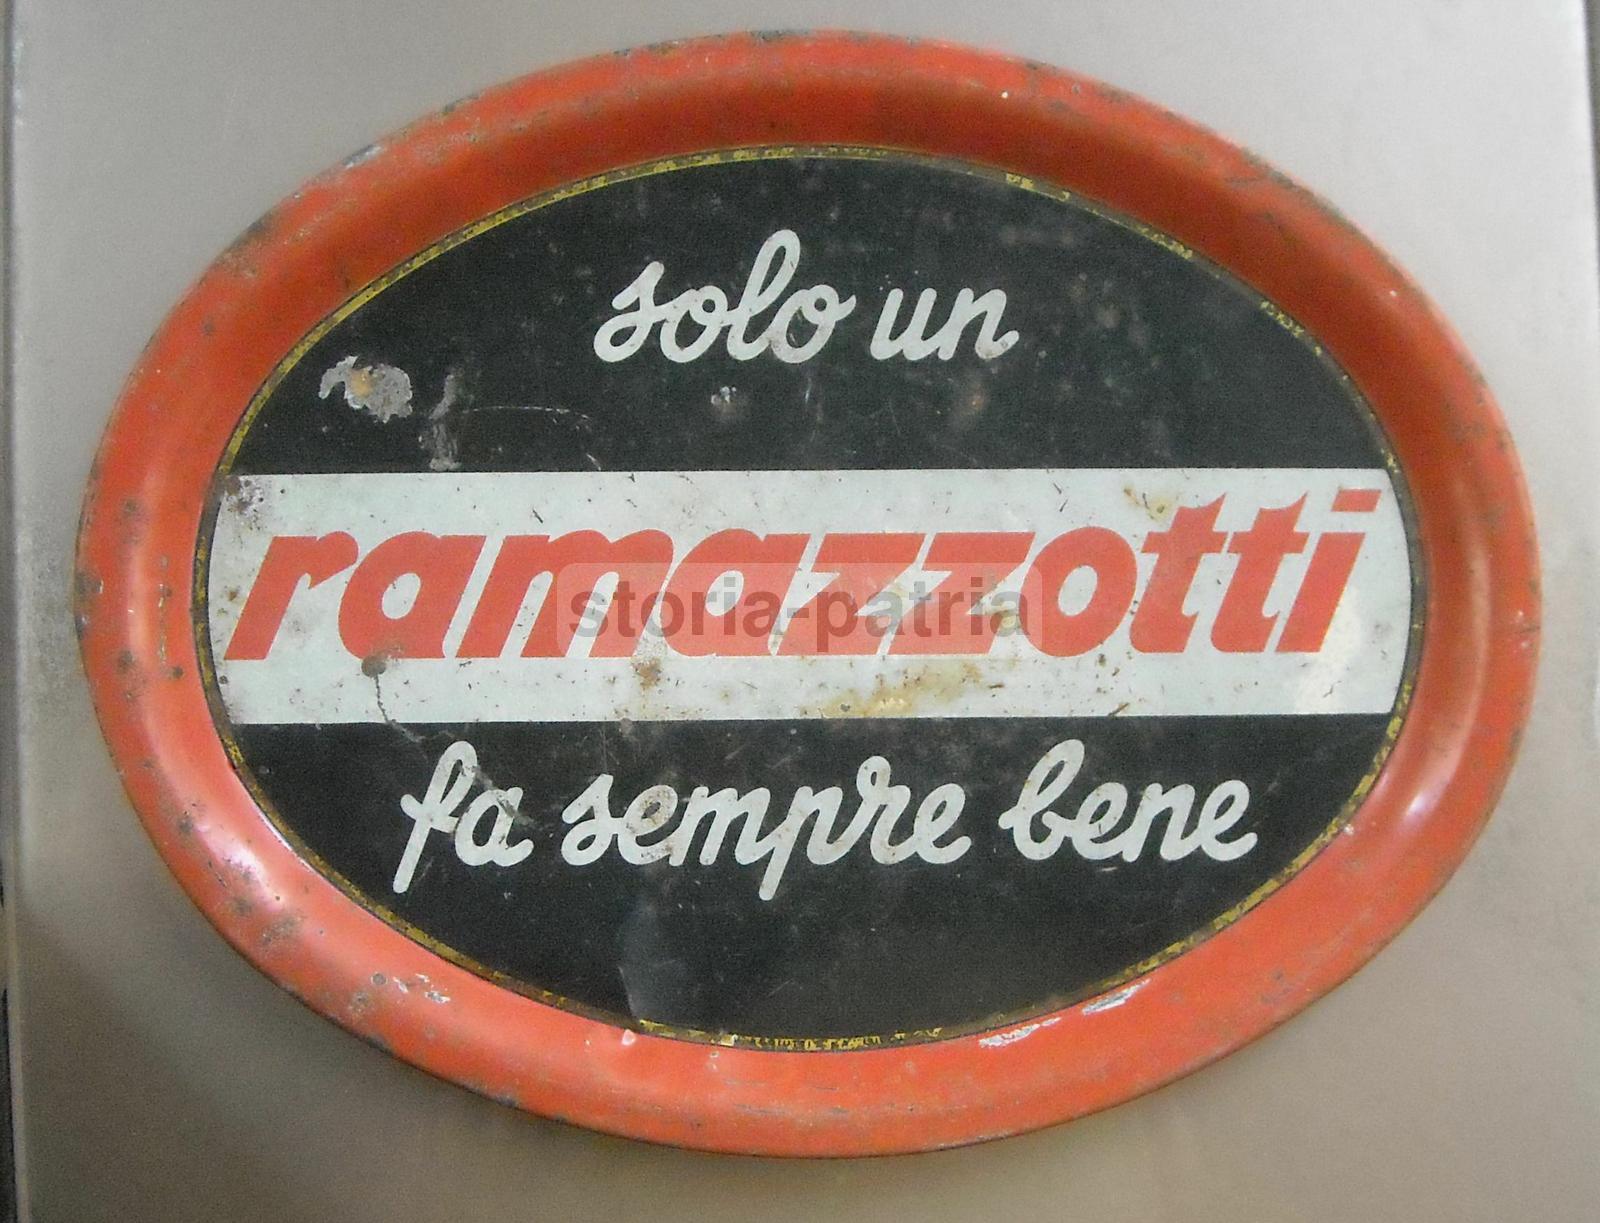 solo un
ramazzotti
storia-patria
fa sempre bene